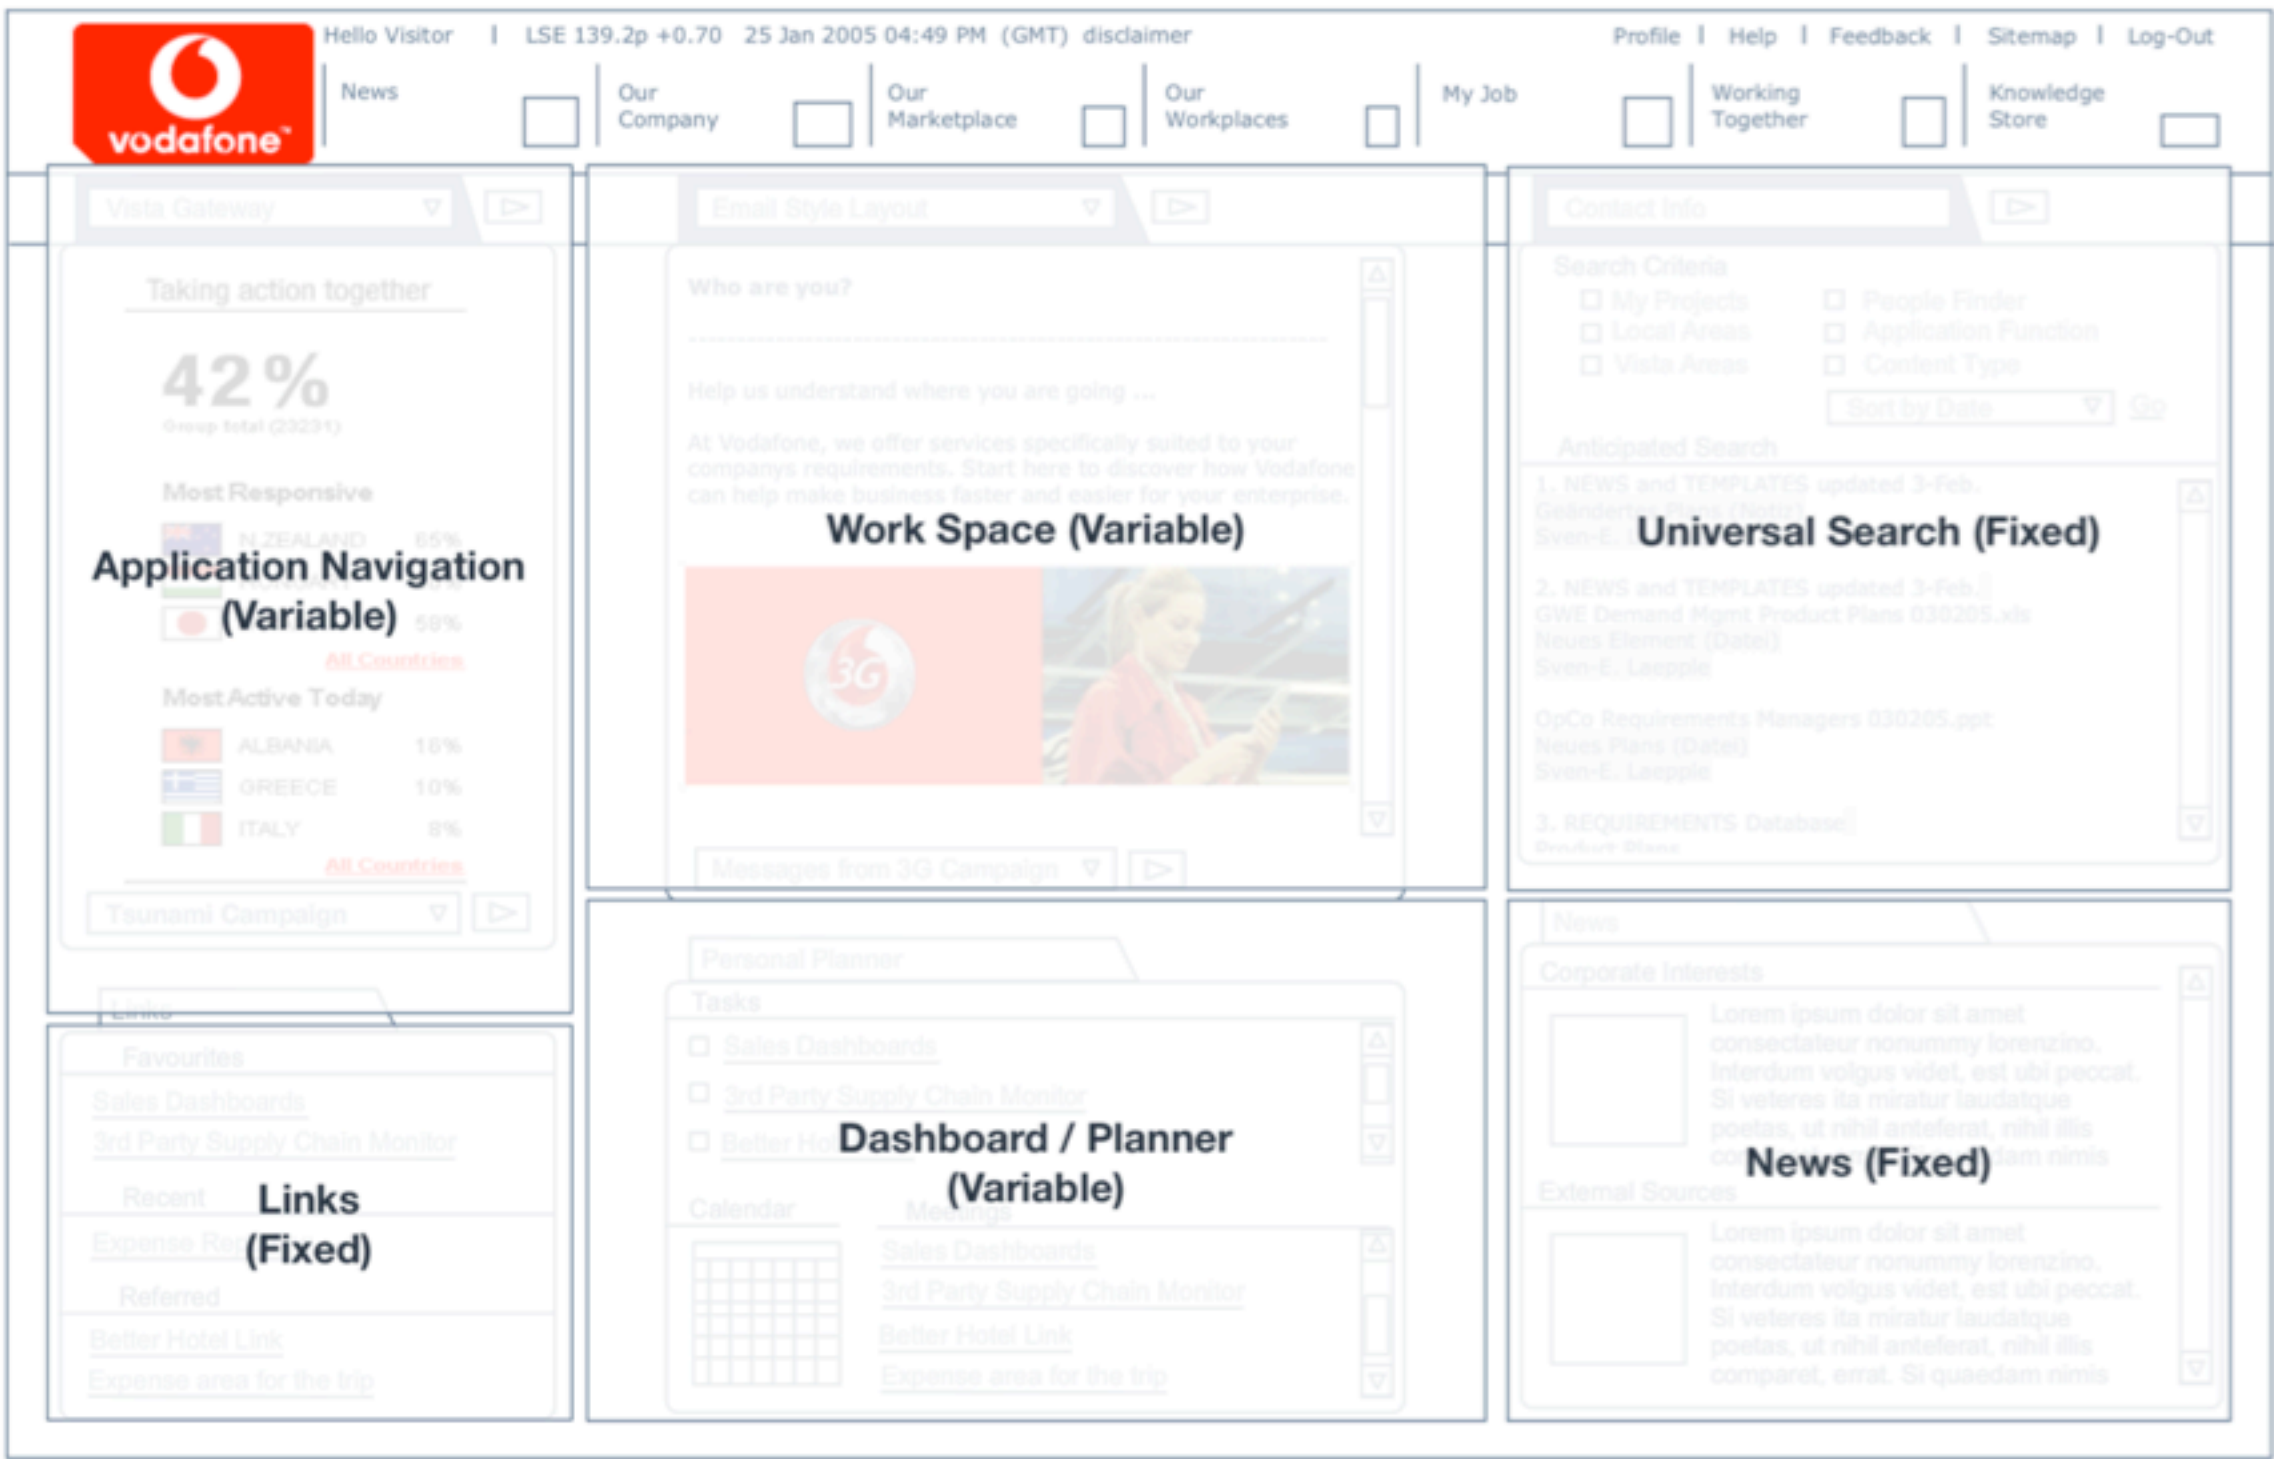 Hello Visitor | LSE 139.2p +0.70 25 Jan 2005 04:49 PM (GMT) disclaimer
Profile | Help | Feedback | Sitemap | Log-Out
vodafone™
News
Our
Company
Our
Marketplace
Our
Workplaces
My Job
Working
Together
Knowledge
Store
Vista Gateway
Taking action together
42%
Group total (23231)
Most Responsive
N.ZEALAND 65%
Application Navigation
(Variable)
58%
All Countries
Most Active Today
ALBANIA 16%
GREECE 10%
ITALY 8%
All Countries
Tsunami Campaign
Email Style Layout
Who are you?
Help us understand where you are going ...
At Vodafone, we offer services specifically suited to your
companys requirements. Start here to discover how Vodafone
can help make business faster and easier for your enterprise.
Work Space (Variable)
3G
Messages from 3G Campaign
Contact Info
Search Criteria
My Projects
People Finder
Local Areas
Application Function
Vista Areas
Content Type
Sort by Date
Go
Anticipated Search
1. NEWS and TEMPLATES updated 3-Feb.
Geändertes Plans (Notiz)
Sven-E.
Universal Search (Fixed)
2. NEWS and TEMPLATES updated 3-Feb.
GWE Demand Mgmt Product Plans 030205.xls
Neues Element (Datei)
Sven-E. Laepple
OpCo Requirements Managers 030205.ppt
Neues Plans (Datei)
Sven-E. Laepple
3. REQUIREMENTS Database
Product Plans
Links
Favourites
Sales Dashboards
3rd Party Supply Chain Monitor
Recent
Links
(Fixed)
Expense
Referred
Better Hotel Link
Expense area for the trip
Personal Planner
Tasks
Sales Dashboards
3rd Party Supply Chain Monitor
Better
Dashboard / Planner
(Variable)
Calendar
Meetings
Sales Dashboards
3rd Party Supply Chain Monitor
Better Hotel Link
Expense area for the trip
News
Corporate Interests
Lorem ipsum dolor sit amet
consectateur nonummy lorenzino.
Interdum volgus videt, est ubi peccat.
Si veteres ita miratur laudatque
poetas, ut nihil anteferat, nihil illis
nimis
News (Fixed)
External Sources
Lorem ipsum dolor sit amet
consectateur nonummy lorenzino.
Interdum volgus videt, est ubi peccat.
Si veteres ita miratur laudatque
poetas, ut nihil anteferat, nihil illis
comparet, errat. Si quaedam nimis